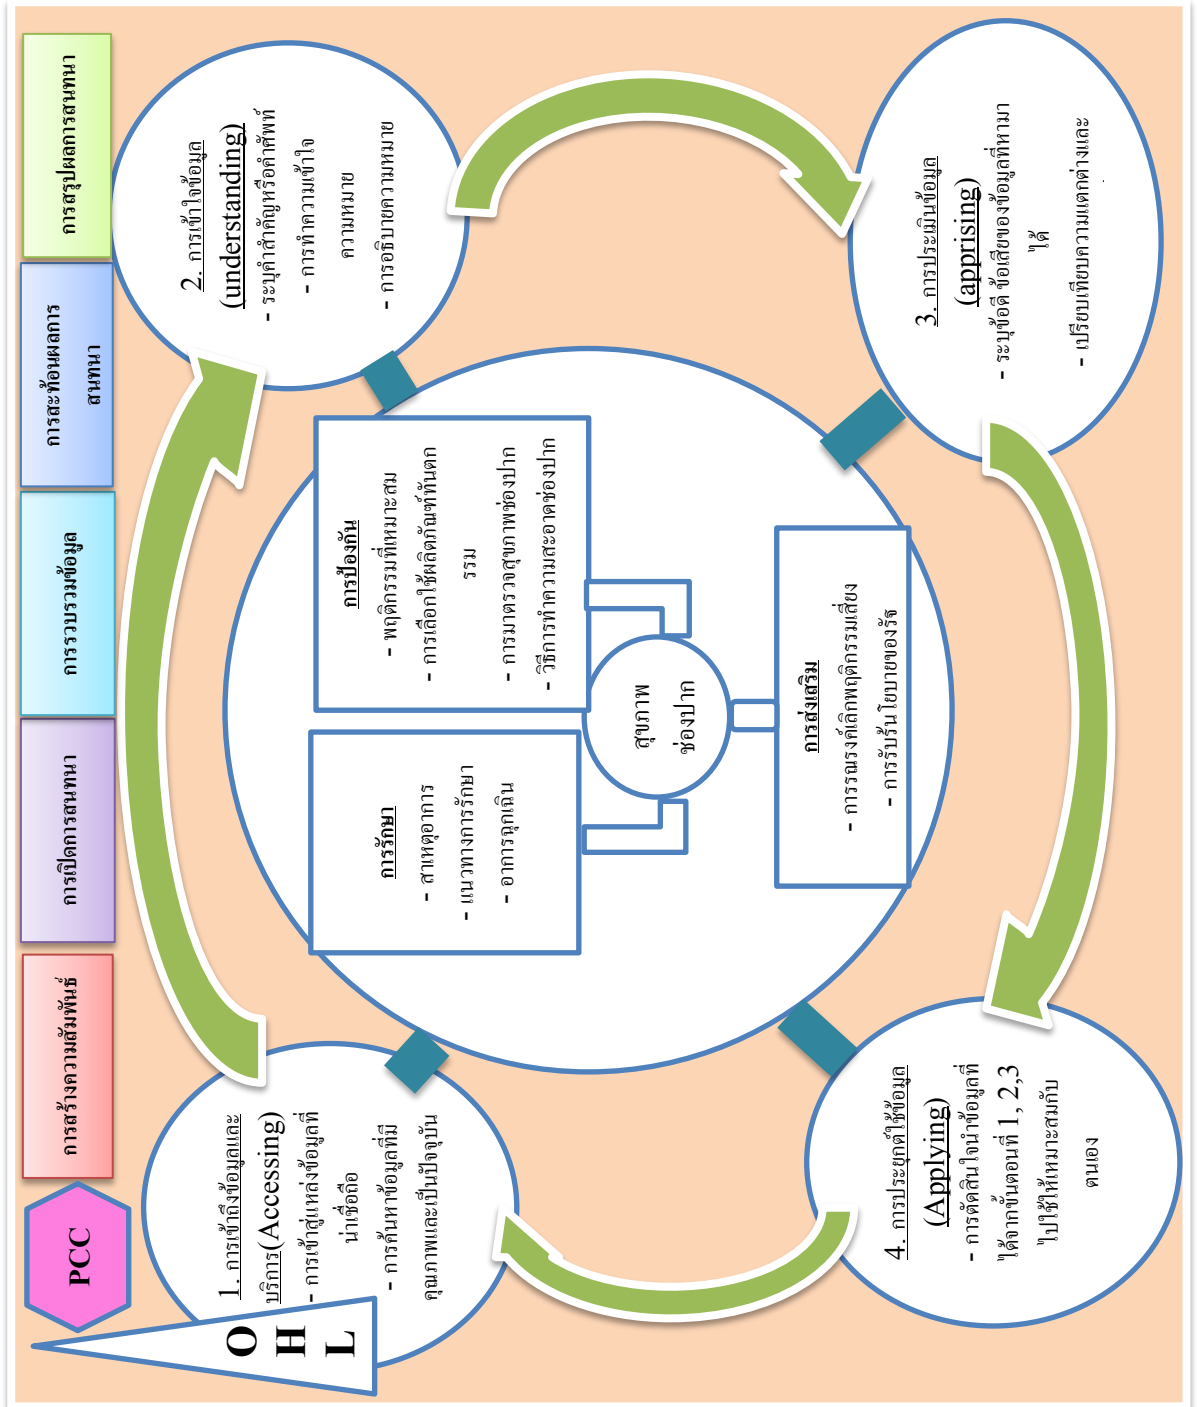 PCC
การสร้างความสัมพันธ์
การเปิดการสนทนา
การรวบรวมข้อมูล
การสะท้อนผลการ
สนทนา
การสรุปผลการสนทนา
O
H
L
1. การเข้าถึงข้อมูลและ
บริการ(Accessing)
- การเข้าสู่แหล่งข้อมูลที่
น่าเชื่อถือ
- การค้นหาข้อมูลที่มี
คุณภาพและเป็นปัจจุบัน
2. การเข้าใจข้อมูล
(understanding)
- ระบุคำสำคัญหรือคำศัพท์
- การทำความเข้าใจ
ความหมาย
- การอธิบายความหมาย
การรักษา
- สาเหตุอาการ
- แนวทางการรักษา
- อาการฉุกเฉิน
การป้องกัน
- พฤติกรรมที่เหมาะสม
- การเลือกใช้ผลิตภัณฑ์ทันตก
รรม
- การมาตรวจสุขภาพช่องปาก
- วิธีการทำความสะอาดช่องปาก
สุขภาพ
ช่องปาก
การส่งเสริม
- การรณรงค์เลิกพฤติกรรมเสี่ยง
- การรับรู้นโยบายของรัฐ
4. การประยุกต์ใช้ข้อมูล
(Applying)
- การตัดสินใจนำข้อมูลที่
ได้จากขั้นตอนที่ 1, 2,3
ไปใช้ให้เหมาะสมกับ
ตนเอง
3. การประเมินข้อมูล
(apprising)
- ระบุข้อดี ข้อเสียของข้อมูลที่หามา
ได้
- เปรียบเทียบความแตกต่างและ